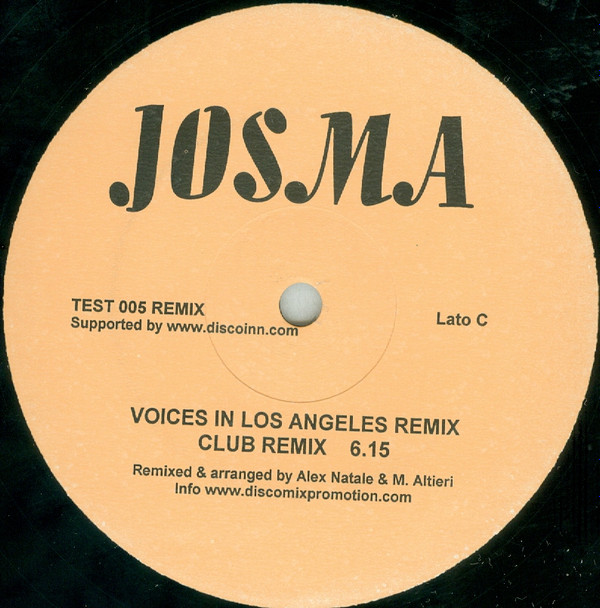 JOSMA
TEST 005 REMIX
Supported by www.discoinn.com
Lato C
VOICES IN LOS ANGELES REMIX
CLUB REMIX 6.15
Remixed & arranged by Alex Natale & M. Altieri
Info www.discomixpromotion.com